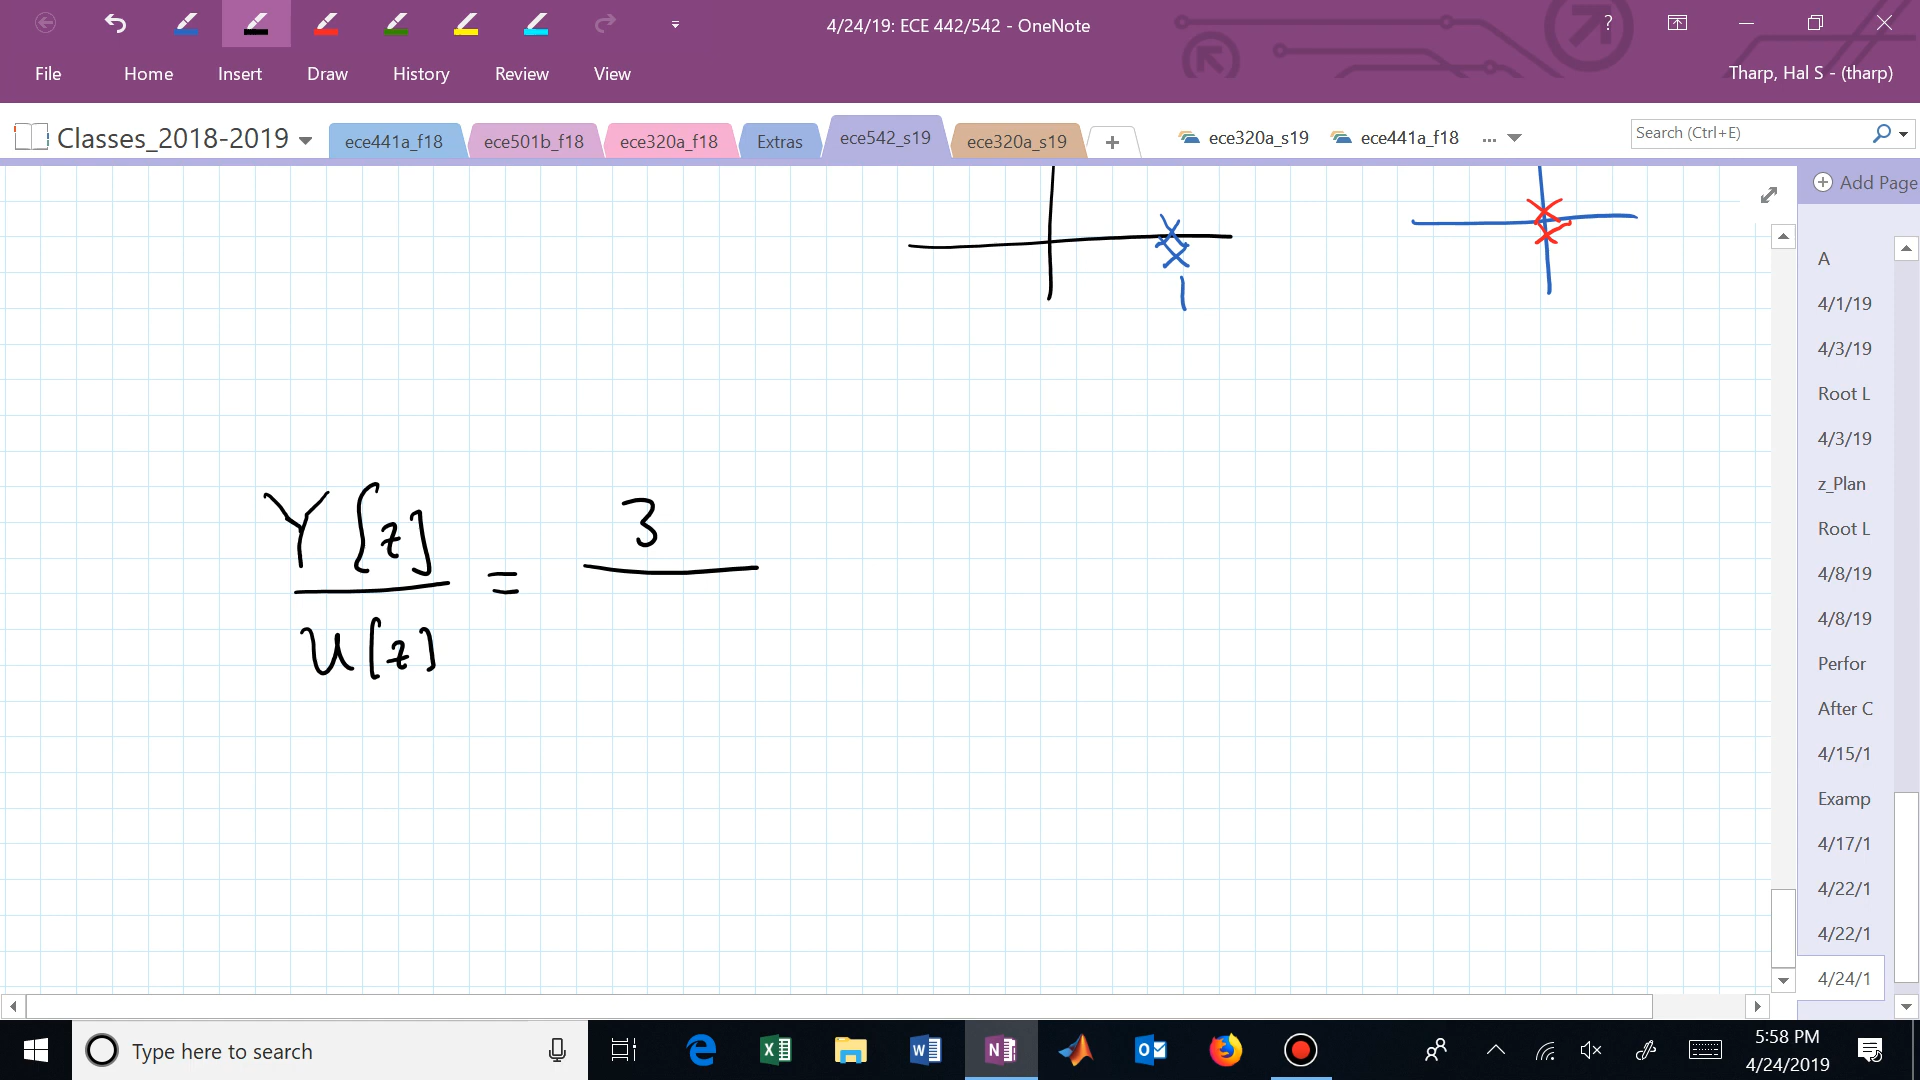 4/24/19: ECE 442/542 - OneNote
?
File Home Insert Draw History Review View
Tharp, Hal S - (tharp)
Classes_2018-2019
ece441a_f18 ece501b_f18 ece320a_f18 Extras ece542_s19 ece320a_s19 + ece320a_s19 ece441a_f18 ...
Search (Ctrl+E)
Add Page
A
4/1/19
4/3/19
Root L
4/3/19
z_Plan
Root L
4/8/19
4/8/19
Perfor
After C
4/15/1
Examp
4/17/1
4/22/1
4/22/1
4/24/1
1
Y[z]
U[z]
=
3
Type here to search
5:58 PM
4/24/2019